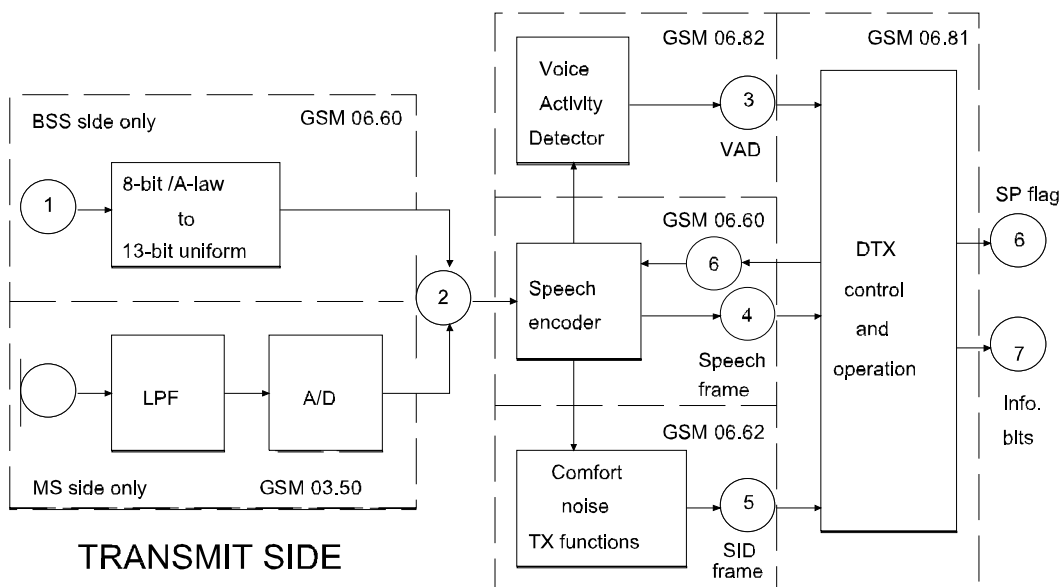 GSM 06.82
GSM 06.81
Voice
Activity
Detector
3
VAD
BSS side only
GSM 06.60
1
8-bit /A-law
to
13-bit uniform
2
GSM 06.60
Speech
encoder
6
4
Speech
frame
DTX
control
and
operation
SP flag
6
7
Info.
bits
LPF
A/D
MS side only
GSM 03.50
GSM 06.62
Comfort
noise
TX functions
5
SID
frame
TRANSMIT SIDE